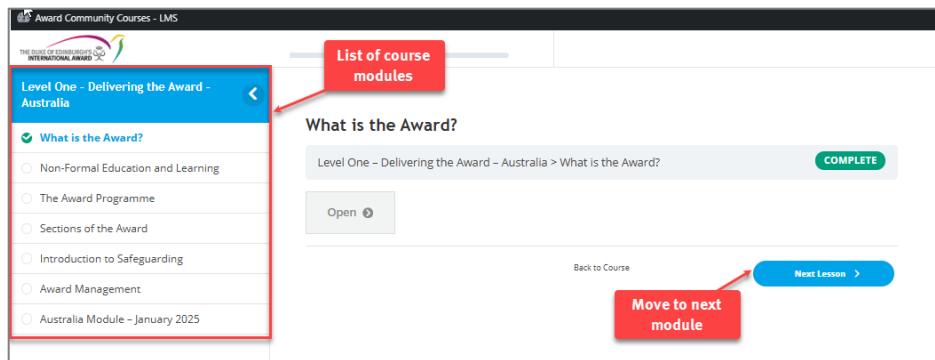 Award Community Courses - LMS
THE DUKE OF EDINBURGH'S
INTERNATIONAL AWARD
List of course
modules
Level One - Delivering the Award -
Australia
What is the Award?
Non-Formal Education and Learning
The Award Programme
Sections of the Award
Introduction to Safeguarding
Award Management
Australia Module – January 2025
What is the Award?
Level One – Delivering the Award – Australia > What is the Award?
COMPLETE
Open
Back to Course
Next Lesson
Move to next
module